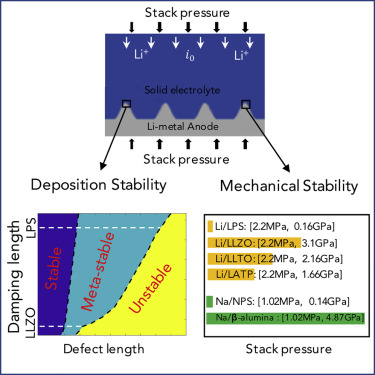 Stack pressure
Li⁺ i₀ Li⁺
Solid electrolyte
Li-metal Anode
Stack pressure
Deposition Stability
Mechanical Stability
Damping length
LPS
LLZO
Stable
Meta-stable
Unstable
Defect length
Li/LPS: [2.2MPa, 0.16GPa]
Li/LLZO: [2.2MPa, 3.1GPa]
Li/LLTO: [2.2MPa, 2.16GPa]
Li/LATP: [2.2MPa, 1.66GPa]
Na/NPS: [1.02MPa, 0.14GPa]
Na/β-alumina : [1.02MPa, 4.87GPa]
Stack pressure